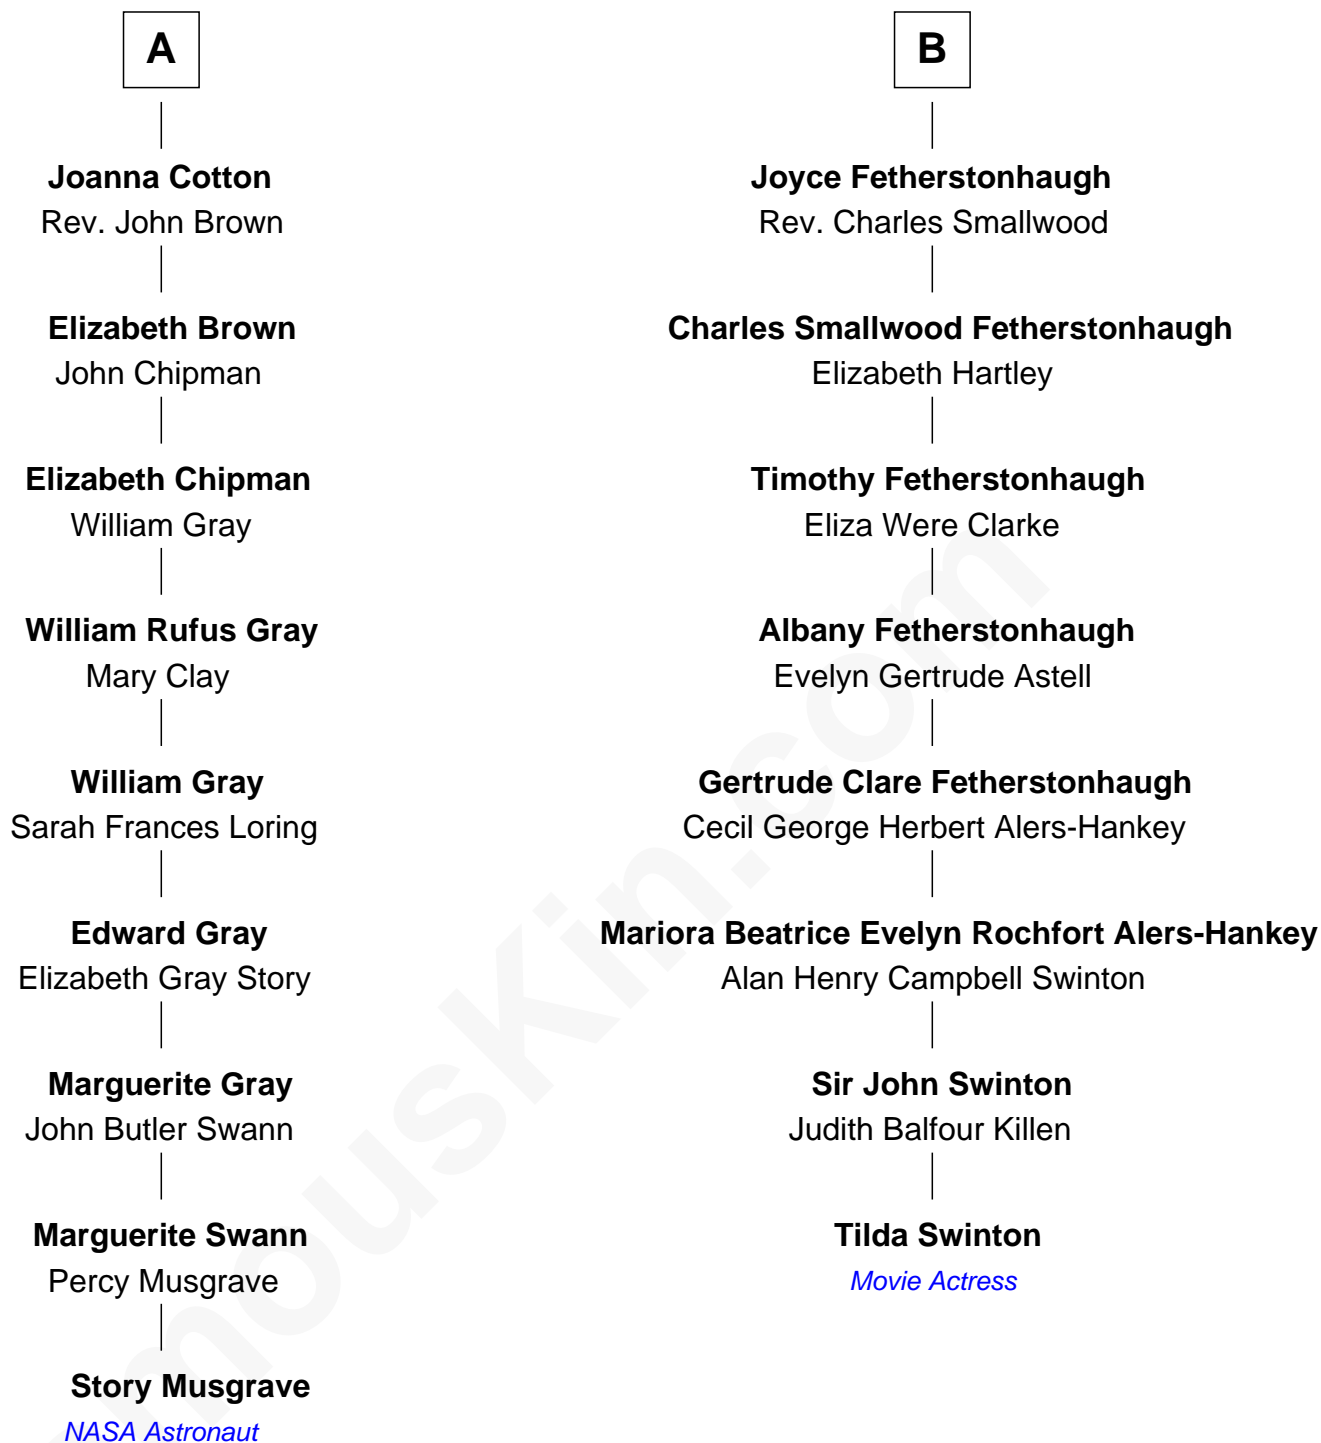 A
Joanna Cotton
Rev. John Brown
Elizabeth Brown
John Chipman
Elizabeth Chipman
William Gray
William Rufus Gray
Mary Clay
William Gray
Sarah Frances Loring
Edward Gray
Elizabeth Gray Story
Marguerite Gray
John Butler Swann
Marguerite Swann
Percy Musgrave
Story Musgrave
NASA Astronaut
B
Joyce Fetherstonhaugh
Rev. Charles Smallwood
Charles Smallwood Fetherstonhaugh
Elizabeth Hartley
Timothy Fetherstonhaugh
Eliza Were Clarke
Albany Fetherstonhaugh
Evelyn Gertrude Astell
Gertrude Clare Fetherstonhaugh
Cecil George Herbert Alers-Hankey
Mariora Beatrice Evelyn Rochfort Alers-Hankey
Alan Henry Campbell Swinton
Sir John Swinton
Judith Balfour Killen
Tilda Swinton
Movie Actress
mousKin.com